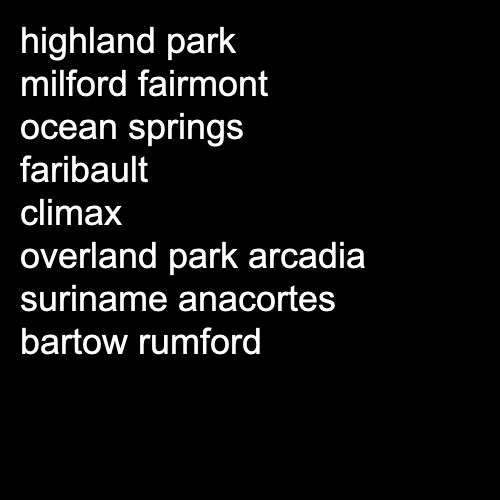 highland park
milford fairmont
ocean springs
faribault
climax
overland park arcadia
suriname anacortes
bartow rumford